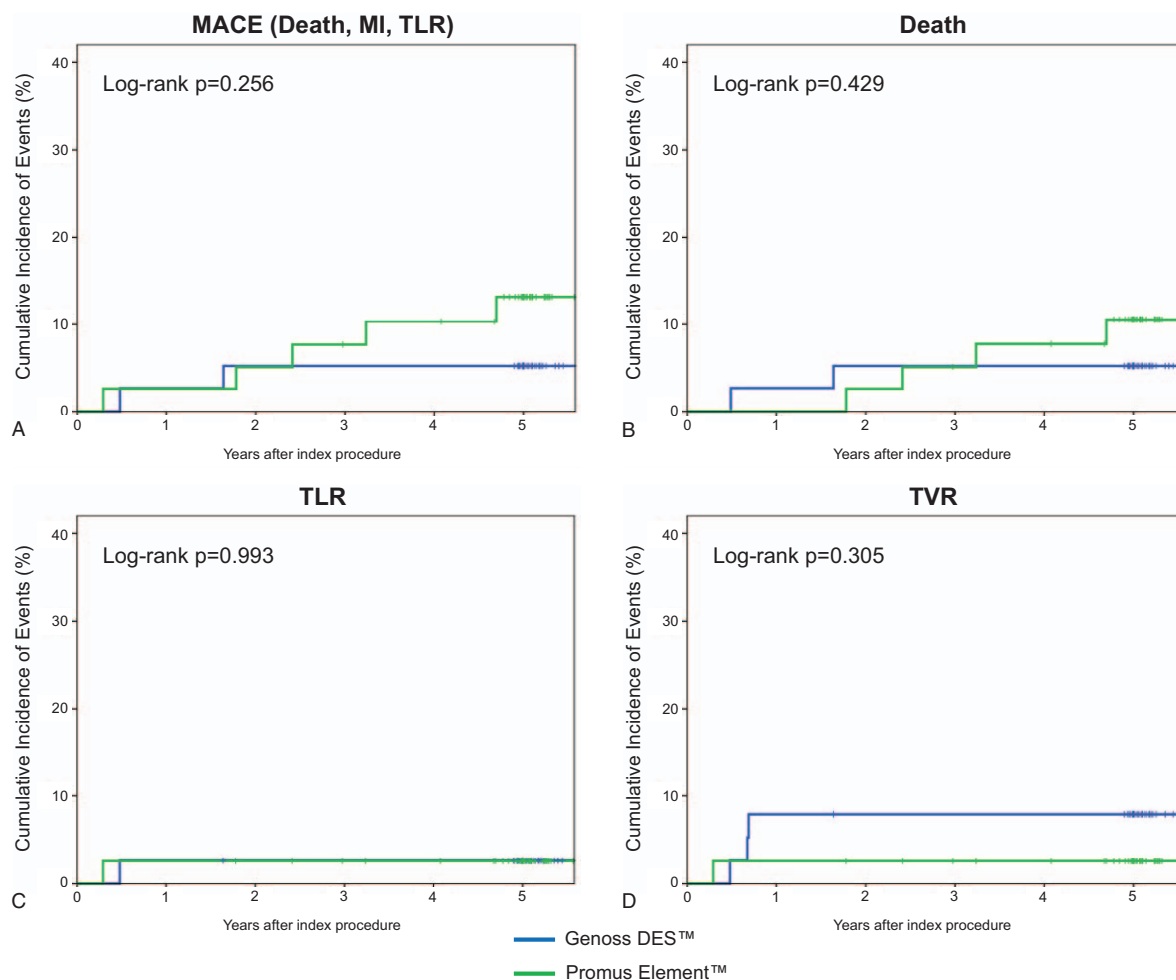 MACE (Death, MI, TLR)
Log-rank p=0.256
Cumulative Incidence of Events (%)
40
30
20
10
0
0 1 2 3 4 5
A
Years after index procedure
Death
Log-rank p=0.429
Cumulative Incidence of Events (%)
40
30
20
10
0
0 1 2 3 4 5
B
Years after index procedure
TLR
Log-rank p=0.993
Cumulative Incidence of Events (%)
40
30
20
10
0
0 1 2 3 4 5
C
Years after index procedure
TVR
Log-rank p=0.305
Cumulative Incidence of Events (%)
40
30
20
10
0
0 1 2 3 4 5
D
Years after index procedure
Genoss DES™
Promus Element™